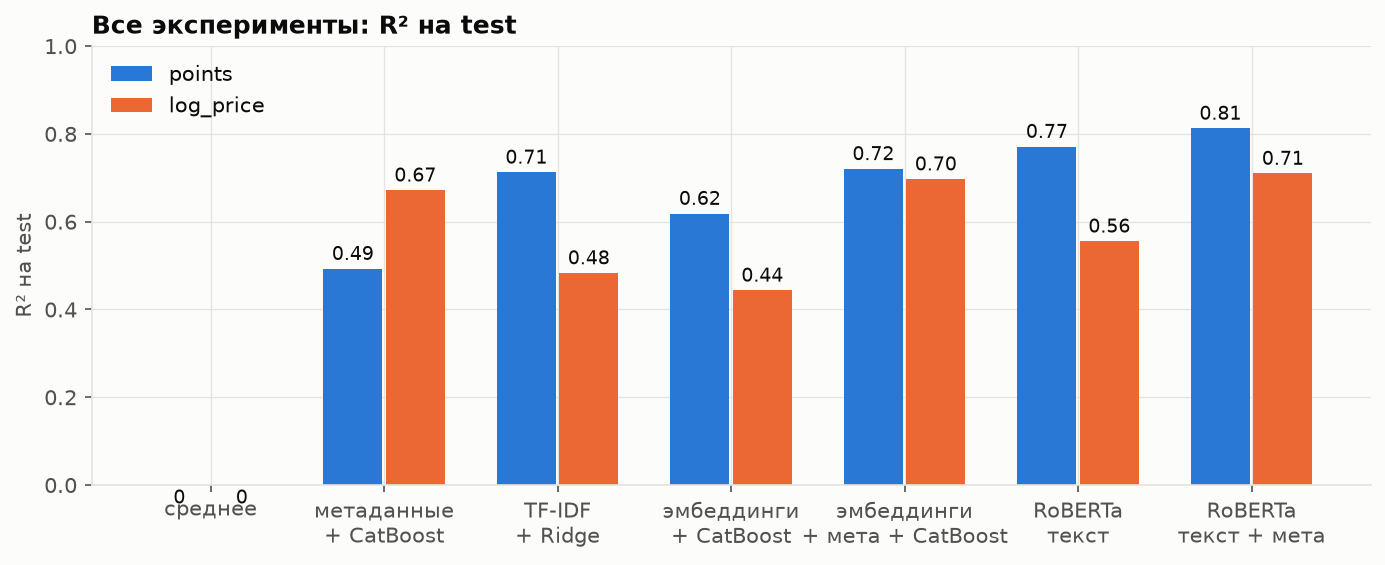 Все эксперименты: R² на test
points
log_price
R² на test
1.0
0.8
0.6
0.4
0.2
0.0
0 0
0.49 0.67
0.71 0.48
0.62 0.44
0.72 0.70
0.77 0.56
0.81 0.71
среднее
метаданные
+ CatBoost
TF-IDF
+ Ridge
эмбеддинги
+ CatBoost
эмбеддинги
+ мета + CatBoost
RoBERTa
текст
RoBERTa
текст + мета